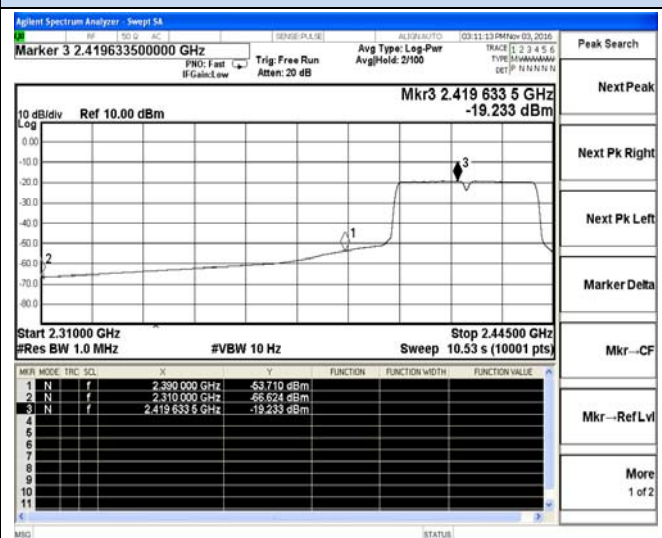 Agilent Spectrum Analyzer - Swept SA
RF 50 Ω AC SENSE:PULSE ALIGNAUTO 03:11:13 PM Nov 03, 2016
Marker 3 2.419633500000 GHz
PNO: Fast Trig: Free Run Avg Type: Log-Pwr TRACE 1 2 3 4 5 6
IFGain:Low Atten: 20 dB Avg|Hold: 2/100 TYPE
DET P N N N N N
Peak Search
Next Peak
Next Pk Right
Next Pk Left
Marker Delta
Mkr→CF
Mkr→Ref Lvl
More
1 of 2
Mkr3 2.419 633 5 GHz
10 dB/div Ref 10.00 dBm -19.233 dBm
Log
0.00
-10.0
-20.0
-30.0
-40.0
-50.0
-60.0
-70.0
-80.0
3
1
2
Start 2.31000 GHz Stop 2.44500 GHz
#Res BW 1.0 MHz #VBW 10 Hz Sweep 10.53 s (10001 pts)
MKR MODE TRC SCL X Y FUNCTION FUNCTION WIDTH FUNCTION VALUE
1 N f 2.390 000 GHz -53.710 dBm
2 N f 2.310 000 GHz -66.624 dBm
3 N f 2.419 633 5 GHz -19.233 dBm
4
5
6
7
8
9
10
11
MSG STATUS